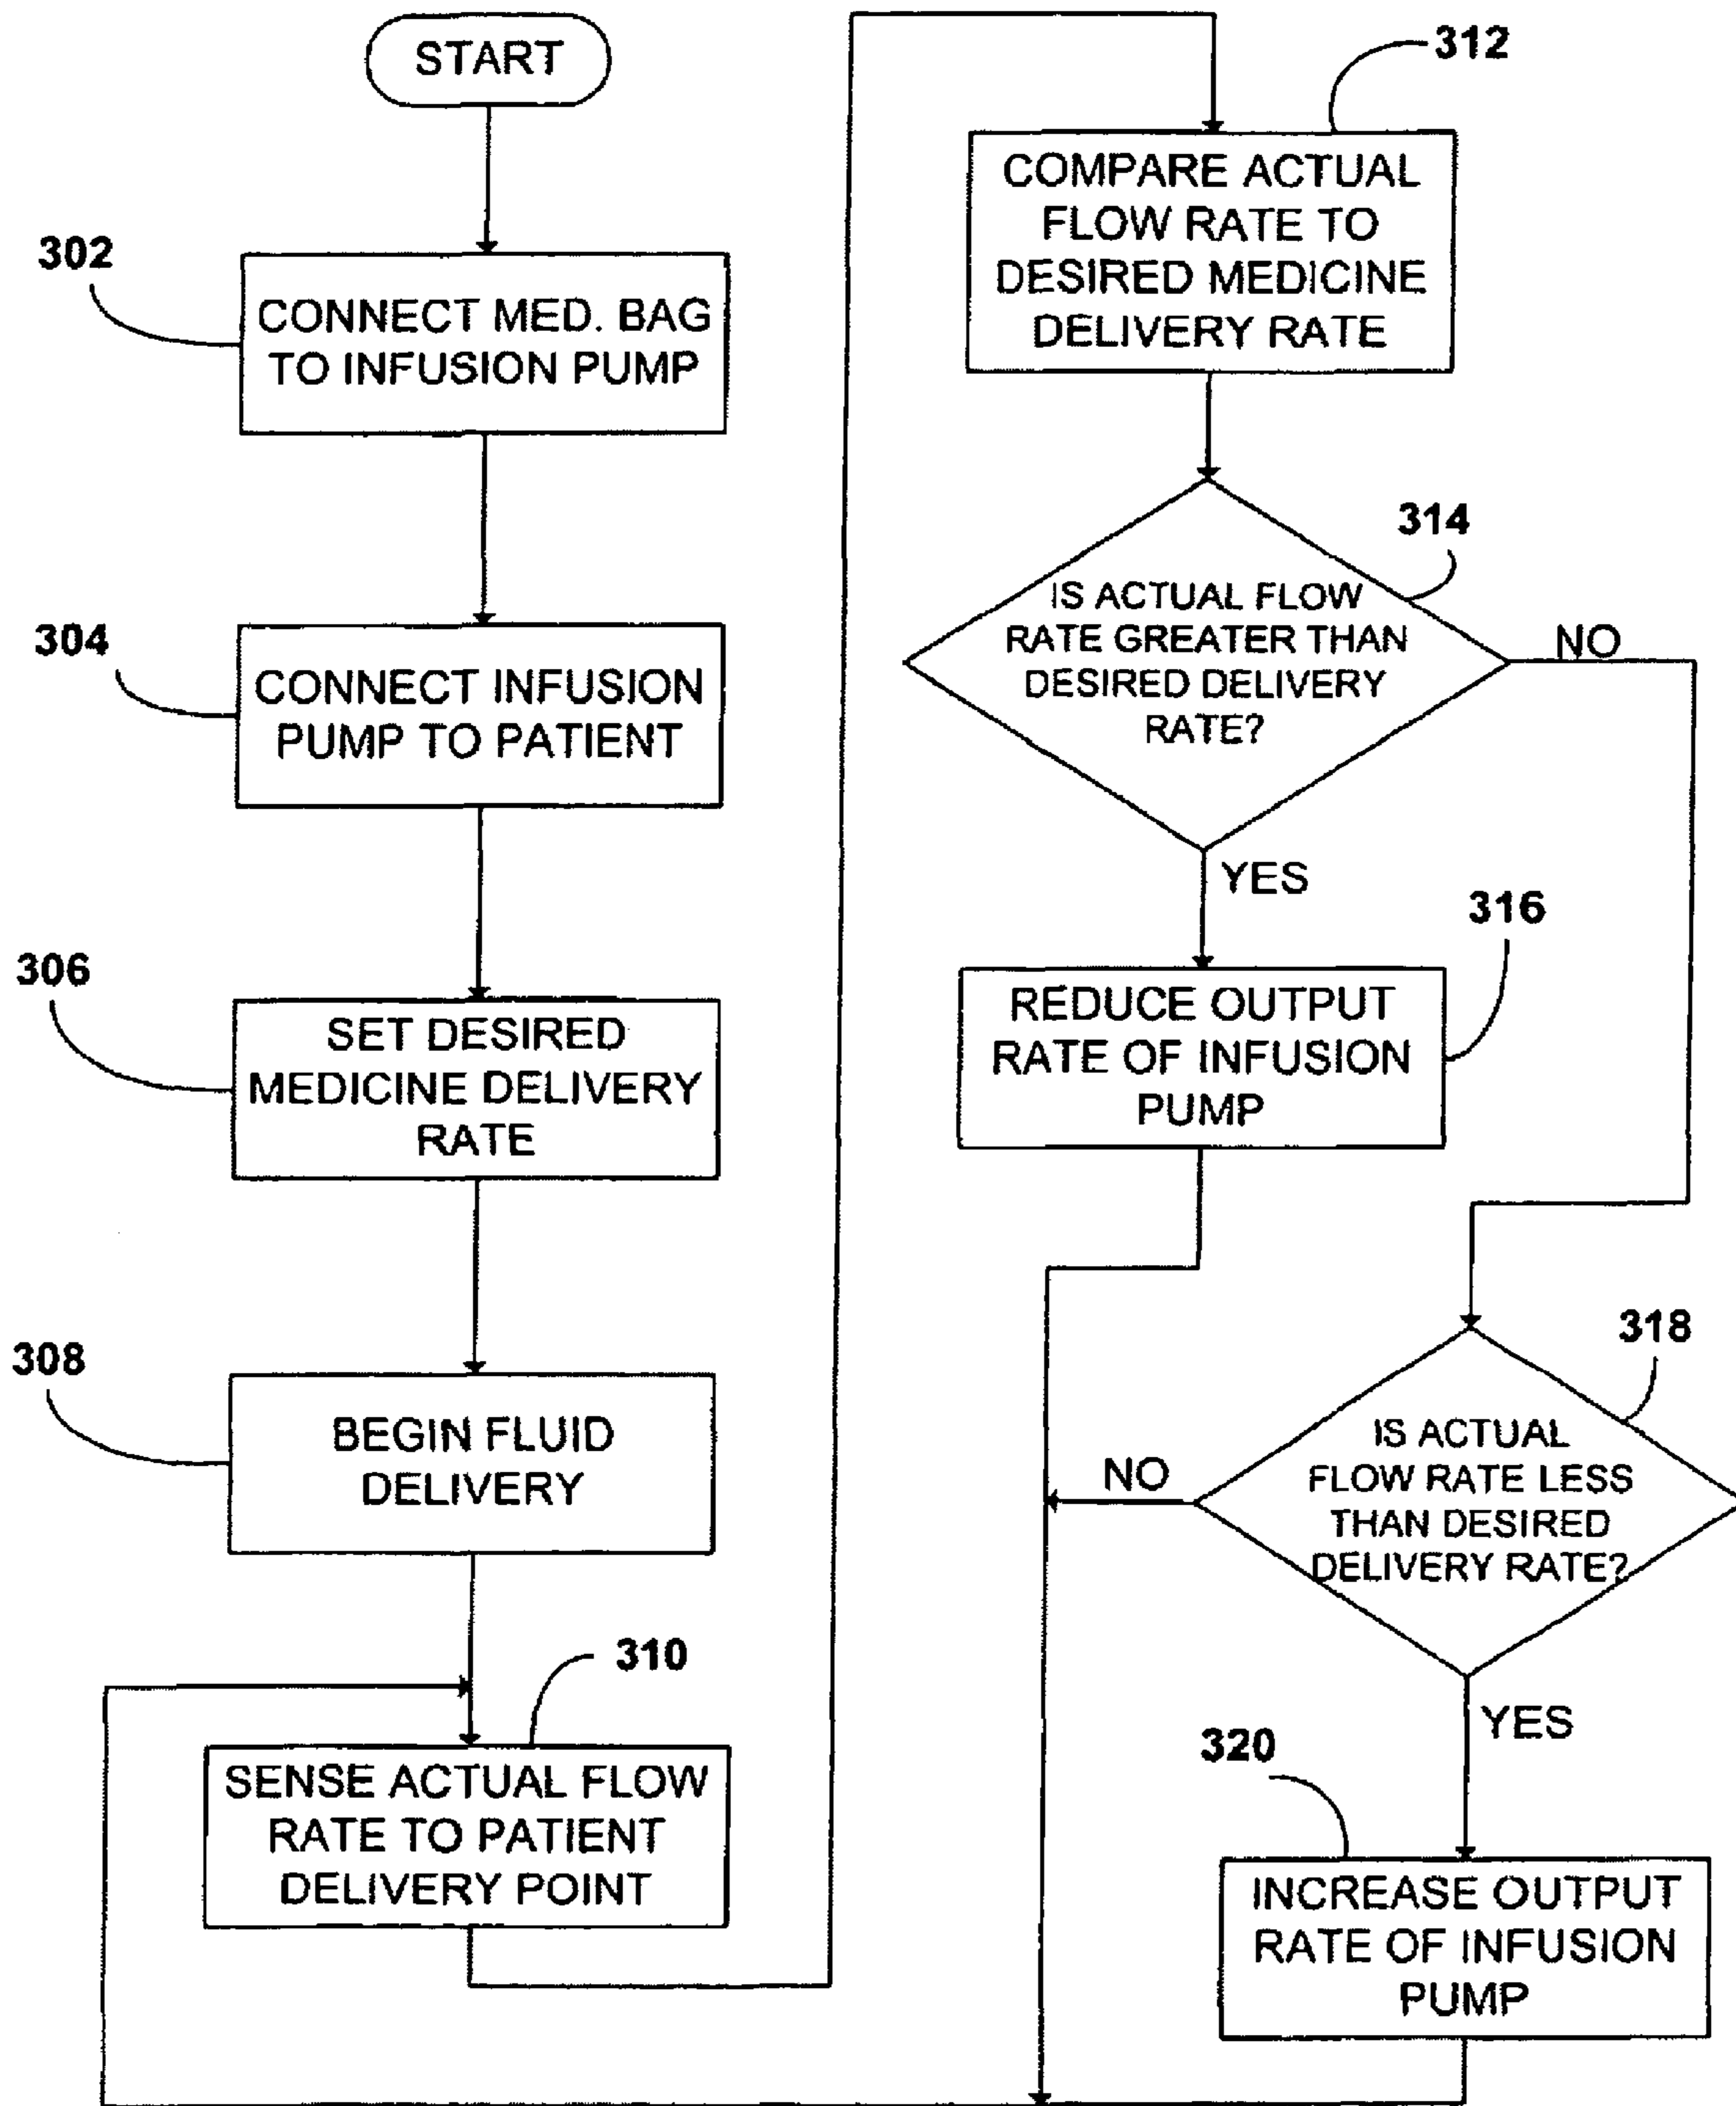 START
302
CONNECT MED. BAG
TO INFUSION PUMP
304
CONNECT INFUSION
PUMP TO PATIENT
306
SET DESIRED
MEDICINE DELIVERY
RATE
308
BEGIN FLUID
DELIVERY
310
SENSE ACTUAL FLOW
RATE TO PATIENT
DELIVERY POINT
312
COMPARE ACTUAL
FLOW RATE TO
DESIRED MEDICINE
DELIVERY RATE
314
IS ACTUAL FLOW
RATE GREATER THAN
DESIRED DELIVERY
RATE?
NO
YES
316
REDUCE OUTPUT
RATE OF INFUSION
PUMP
318
IS ACTUAL
FLOW RATE LESS
THAN DESIRED
DELIVERY RATE?
NO
YES
320
INCREASE OUTPUT
RATE OF INFUSION
PUMP